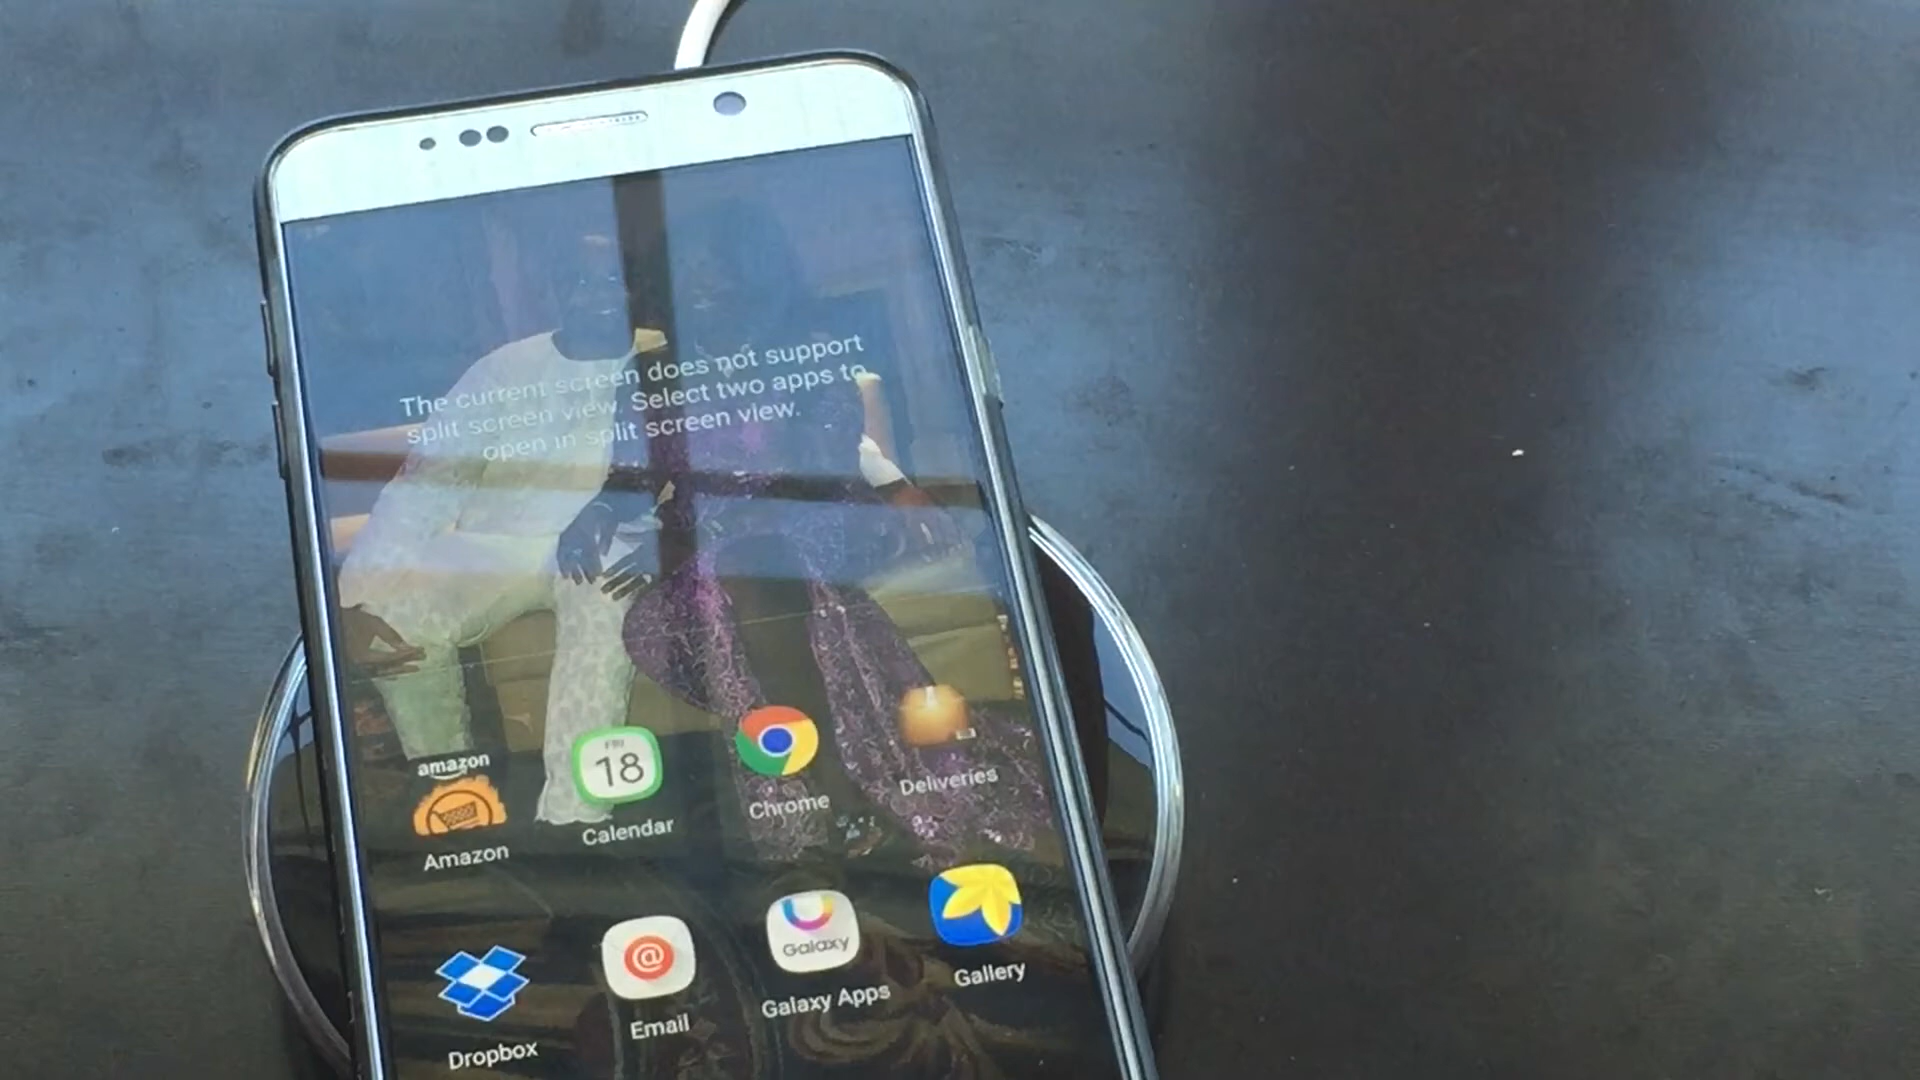 The current screen does not support
split screen view. Select two apps to
open in split screen view.
amazon
Amazon
FRI
18
Calendar
Chrome
Deliveries
Dropbox
@
Email
Galaxy
Galaxy Apps
Gallery